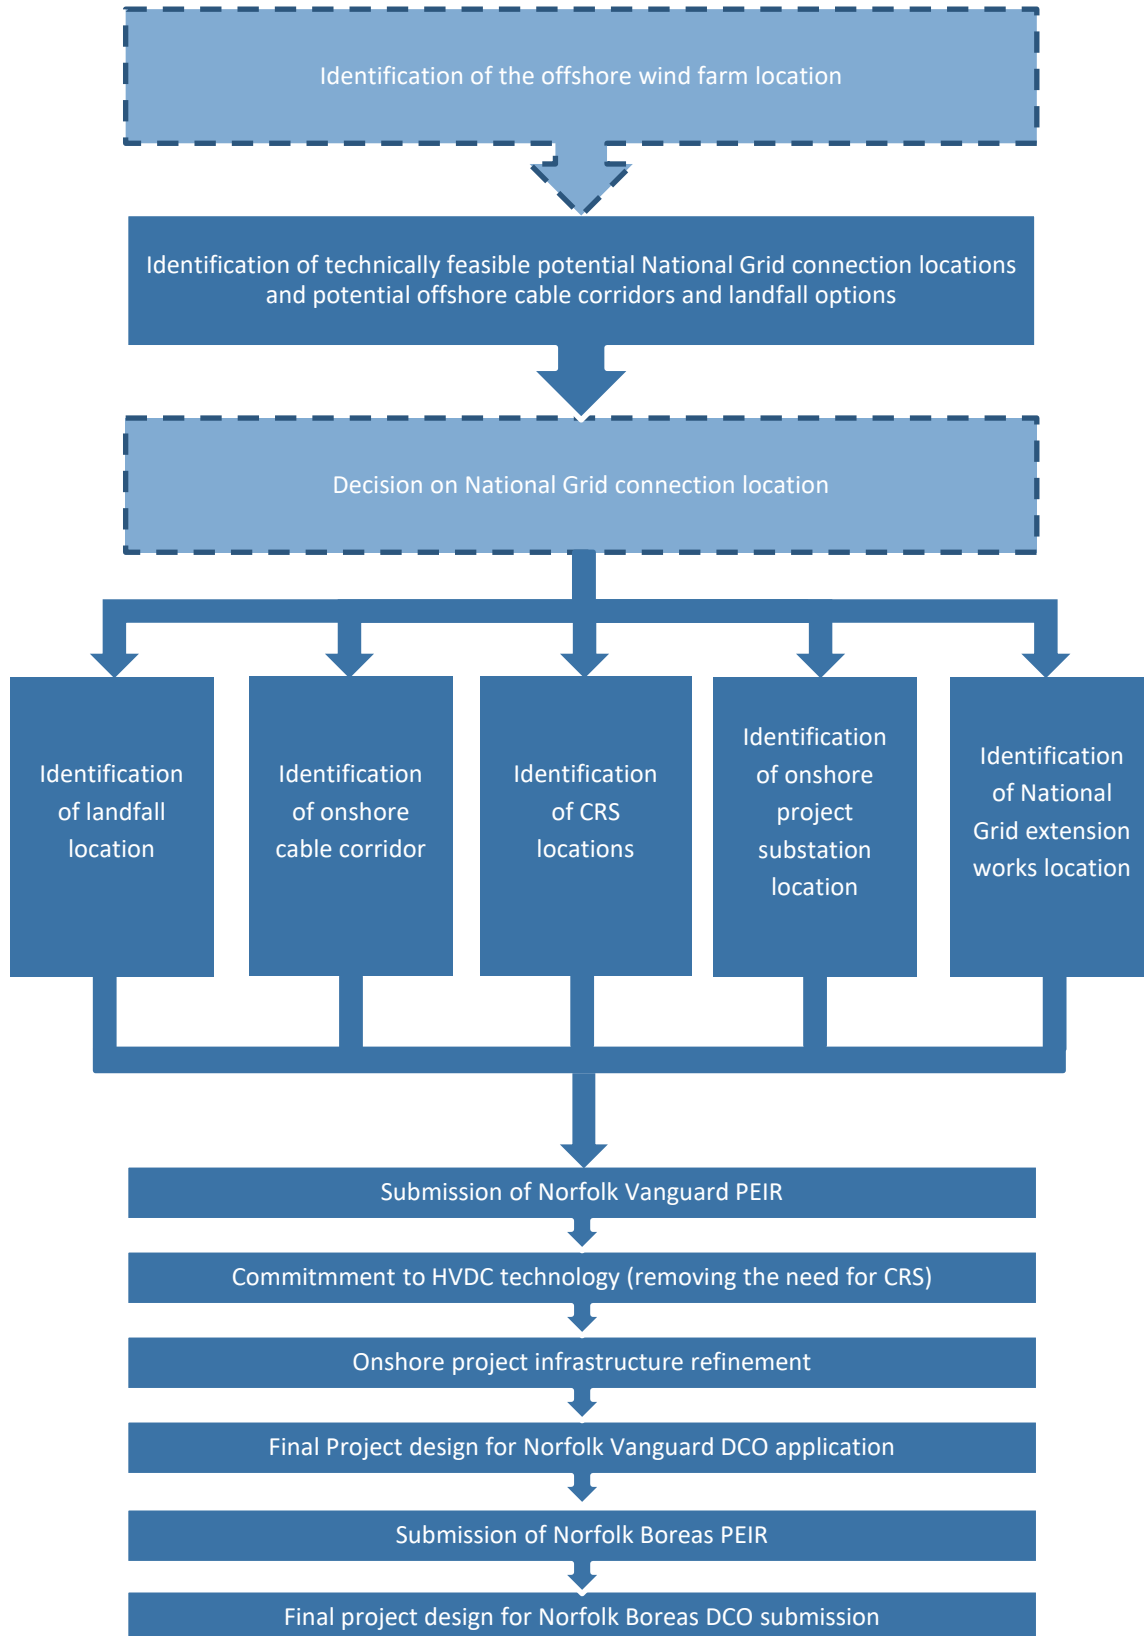 Identification of the offshore wind farm location
Identification of technically feasible potential National Grid connection locations
and potential offshore cable corridors and landfall options
Decision on National Grid connection location
Identification
of landfall
location
Identification
of onshore
cable corridor
Identification
of CRS
locations
Identification
of onshore
project
substation
location
Identification
of National
Grid extension
works location
Submission of Norfolk Vanguard PEIR
Commitmment to HVDC technology (removing the need for CRS)
Onshore project infrastructure refinement
Final Project design for Norfolk Vanguard DCO application
Submission of Norfolk Boreas PEIR
Final project design for Norfolk Boreas DCO submission